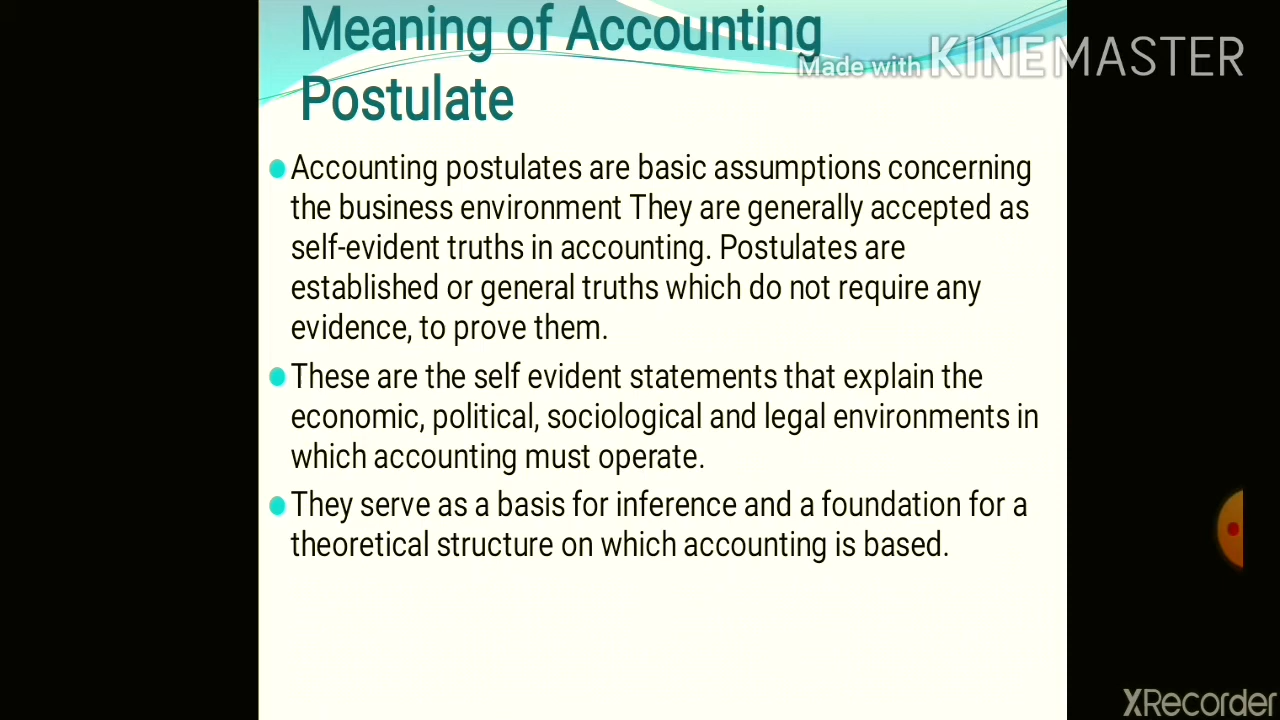 Meaning of Accounting
Postulate
Made with KINEMASTER
Accounting postulates are basic assumptions concerning
the business environment They are generally accepted as
self-evident truths in accounting. Postulates are
established or general truths which do not require any
evidence, to prove them.
These are the self evident statements that explain the
economic, political, sociological and legal environments in
which accounting must operate.
They serve as a basis for inference and a foundation for a
theoretical structure on which accounting is based.
XRecorder